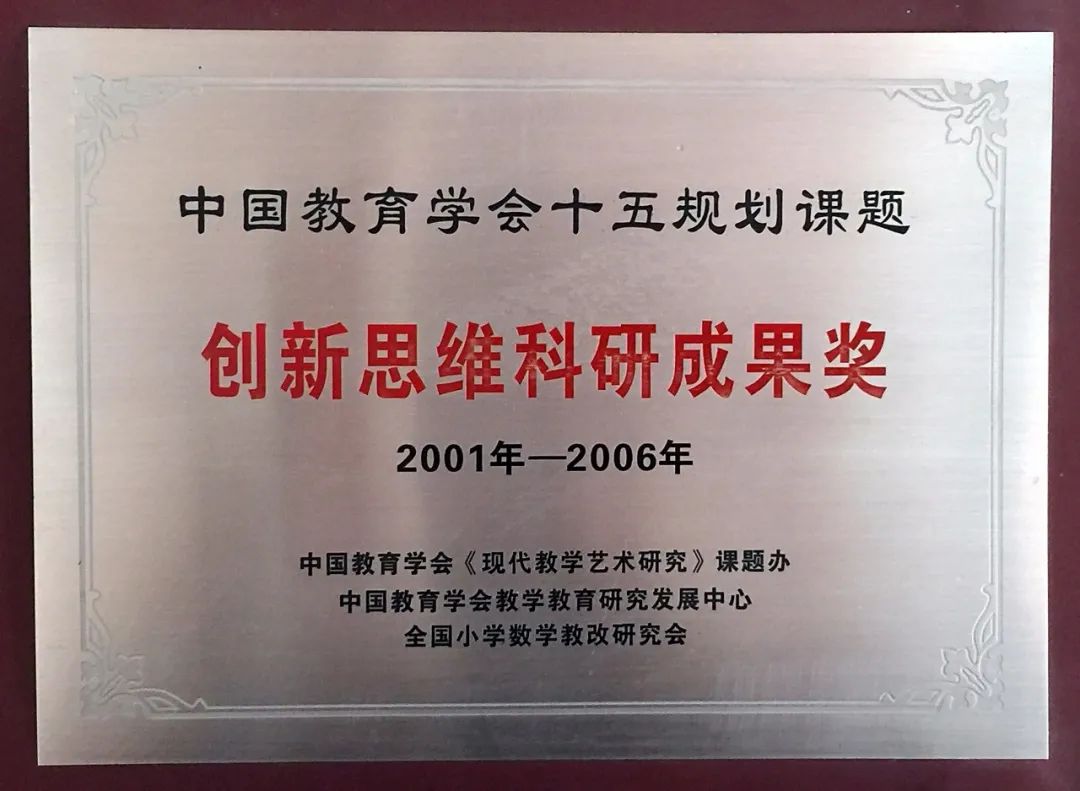 中国教育学会十五规划课题
创新思维科研成果奖
2001年—2006年
中国教育学会《现代教学艺术研究》课题办
中国教育学会教学教育研究发展中心
全国小学数学教改研究会